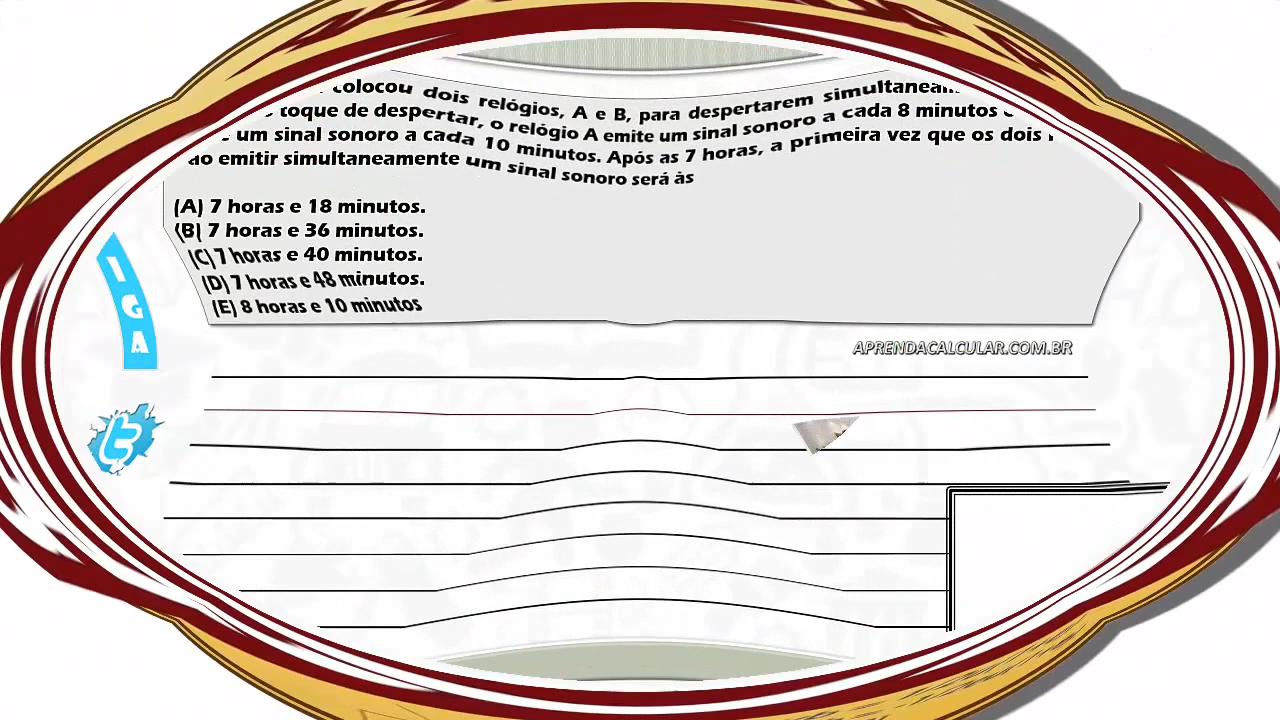 colocou dois relógios, A e B, para despertarem
toque de despertar, o relógio A emite um sinal sonoro a cada 8 minutos
um sinal sonoro a cada 10 minutos. Após as 7 horas, a primeira vez que os dois
emitir simultaneamente um sinal sonoro será às
(A) 7 horas e 18 minutos.
(B) 7 horas e 36 minutos.
(C) 7 horas e 40 minutos.
(D) 7 horas e 48 minutos.
(E) 8 horas e 10 minutos
IGA
APRENDACALCULAR.COM.BR